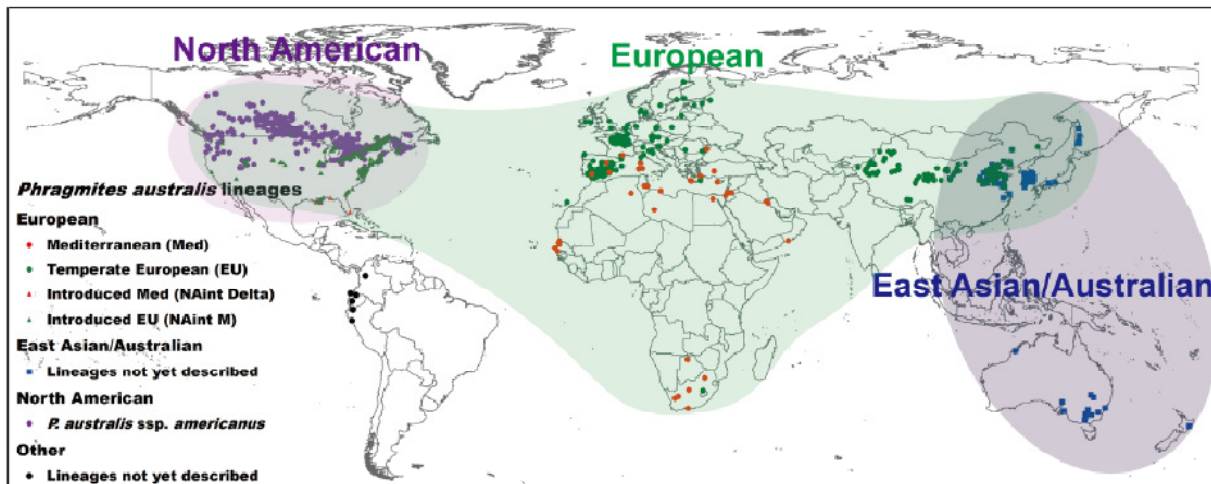 North American
European
East Asian/Australian
Phragmites australis lineages
European
Mediterranean (Med)
Temperate European (EU)
Introduced Med (NAint Delta)
Introduced EU (NAint M)
East Asian/Australian
Lineages not yet described
North American
P. australis ssp. americanus
Other
Lineages not yet described